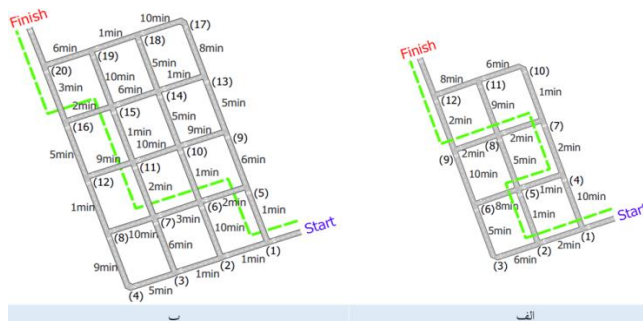 10min
(17)
Finish
1min
(18)
6min
8min
(19)
5min
(20)
10min
1min
(13)
3min
6min
2min
(14)
(15)
5min
(16)
1min
5min
9min
5min
10min
(9)
9min
(10)
6min
(11)
1min
(12)
2min
(5)
1min
2min
1min
(6)
3min
(7)
10min
(8)
10min
6min
Start
9min
(1)
1min
(2)
1min
(3)
5min
(4)
ب
Finish
6min
(10)
8min
(11)
1min
(12)
9min
2min
2min
(7)
(8)
2min
(9)
2min
5min
10min
1min
(4)
(5)
10min
8min
(6)
1min
5min
Start
2min
(1)
6min
(2)
(3)
الف